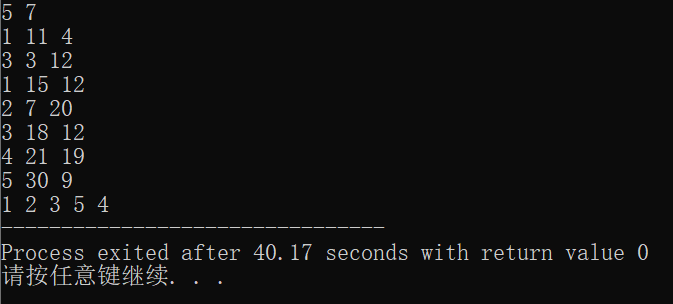 5 7
1 11 4
3 3 12
1 15 12
2 7 20
3 18 12
4 21 19
5 30 9
1 2 3 5 4
--------------------------------
Process exited after 40.17 seconds with return value 0
请按任意键继续. . .